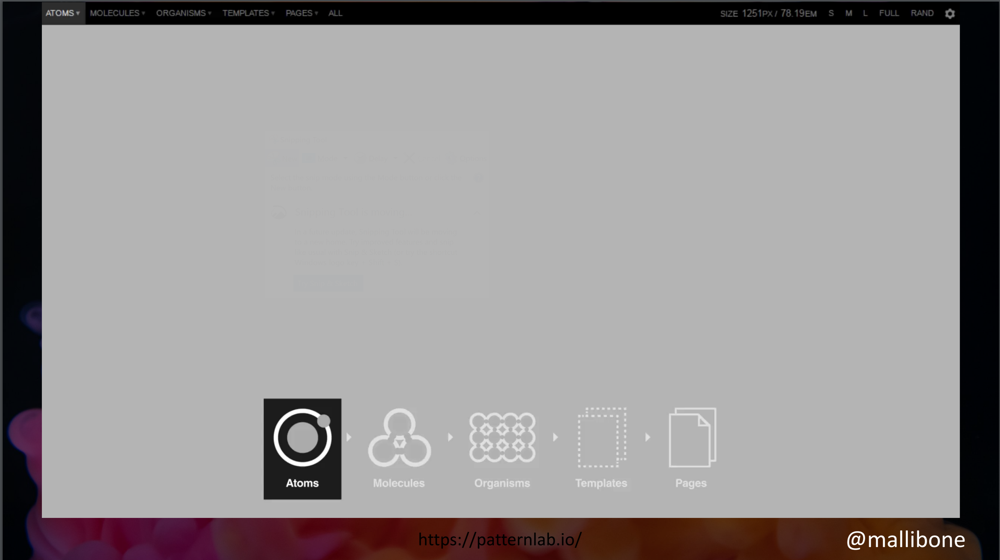 ATOMS MOLECULES ORGANISMS TEMPLATES PAGES ALL SIZE 1251PX / 78.19EM S M L FULL RAND
Snipping Tool
Mode Delay Options
Select the snip mode using the Mode button or click the
New button.
Snipping Tool is moving
In a future update, Snipping Tool will be moving
to a new home. Try improved features and snip
like usual with Snip & Sketch (or try the shortcut
Windows logo key + Shift + S).
Atoms Molecules Organisms Templates Pages
https://patternlab.io/
@mallibone